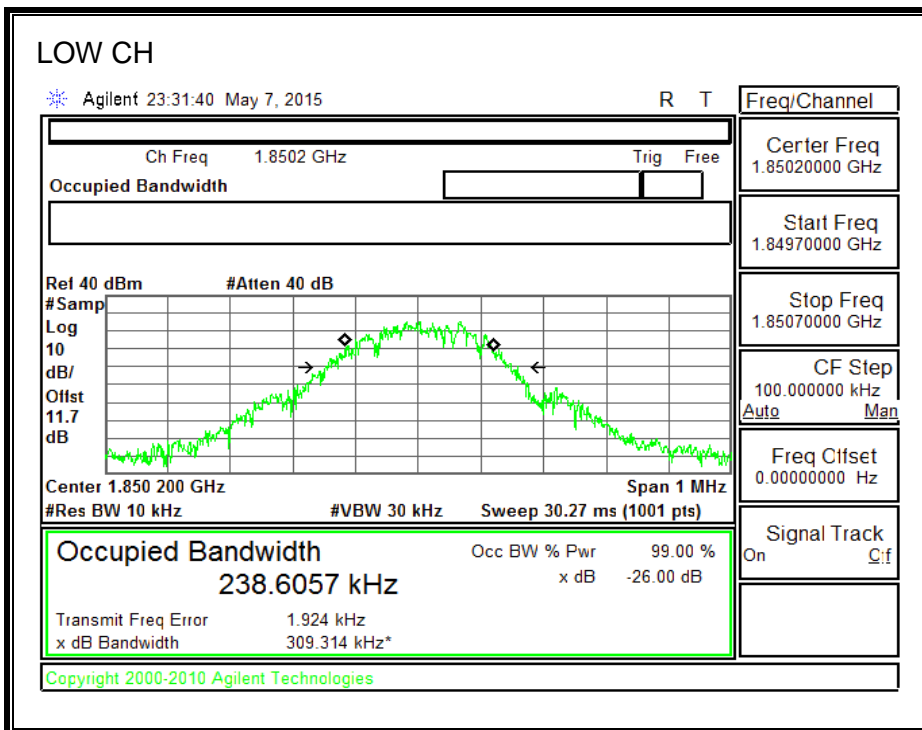 LOW CH
Agilent 23:31:40 May 7, 2015 R T
Freq/Channel
Ch Freq 1.8502 GHz Trig Free
Occupied Bandwidth
Center Freq
1.85020000 GHz
Start Freq
1.84970000 GHz
Stop Freq
1.85070000 GHz
CF Step
100.000000 kHz
Auto Man
Freq Offset
0.00000000 Hz
Signal Track
On Off
Ref 40 dBm #Atten 40 dB
#Samp
Log
10
dB/
Offst
11.7
dB
Center 1.850 200 GHz Span 1 MHz
#Res BW 10 kHz #VBW 30 kHz Sweep 30.27 ms (1001 pts)
Occupied Bandwidth Occ BW % Pwr 99.00 %
238.6057 kHz x dB -26.00 dB
Transmit Freq Error 1.924 kHz
x dB Bandwidth 309.314 kHz*
Copyright 2000-2010 Agilent Technologies